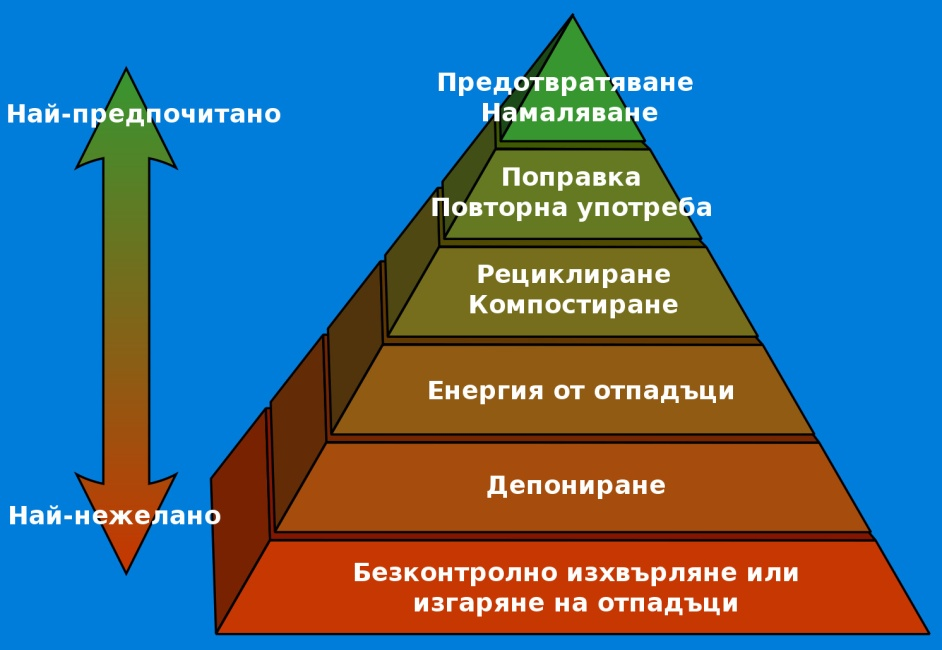 Най-предпочитано
Предотвратяване
Намаляване
Поправка
Повторна употреба
Рециклиране
Компостиране
Енергия от отпадъци
Депониране
Най-нежелано
Безконтролно изхвърляне или
изгаряне на отпадъци